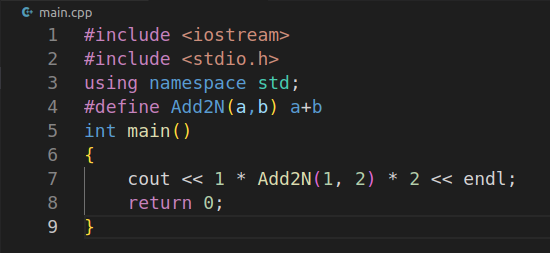 main.cpp
1 #include <iostream>
2 #include <stdio.h>
3 using namespace std;
4 #define Add2N(a,b) a+b
5 int main()
6 {
7     cout << 1 * Add2N(1, 2) * 2 << endl;
8     return 0;
9 }